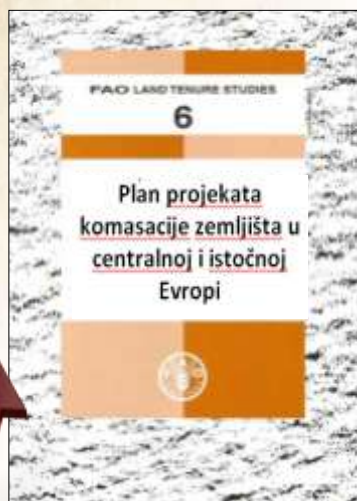 FAO LAND TENURE STUDIES
6
Plan projekata
komasacije zemljišta u
centralnoj i istočnoj
Evropi